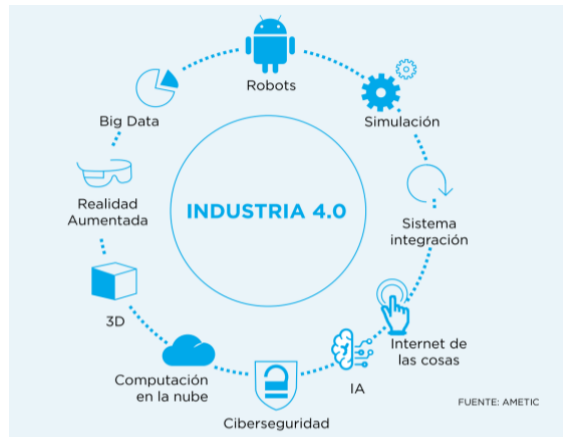 Robots
Simulación
Sistema
integración
Internet de
las cosas
IA
Ciberseguridad
Computación
en la nube
3D
Realidad
Aumentada
Big Data
INDUSTRIA 4.0
FUENTE: AMETIC